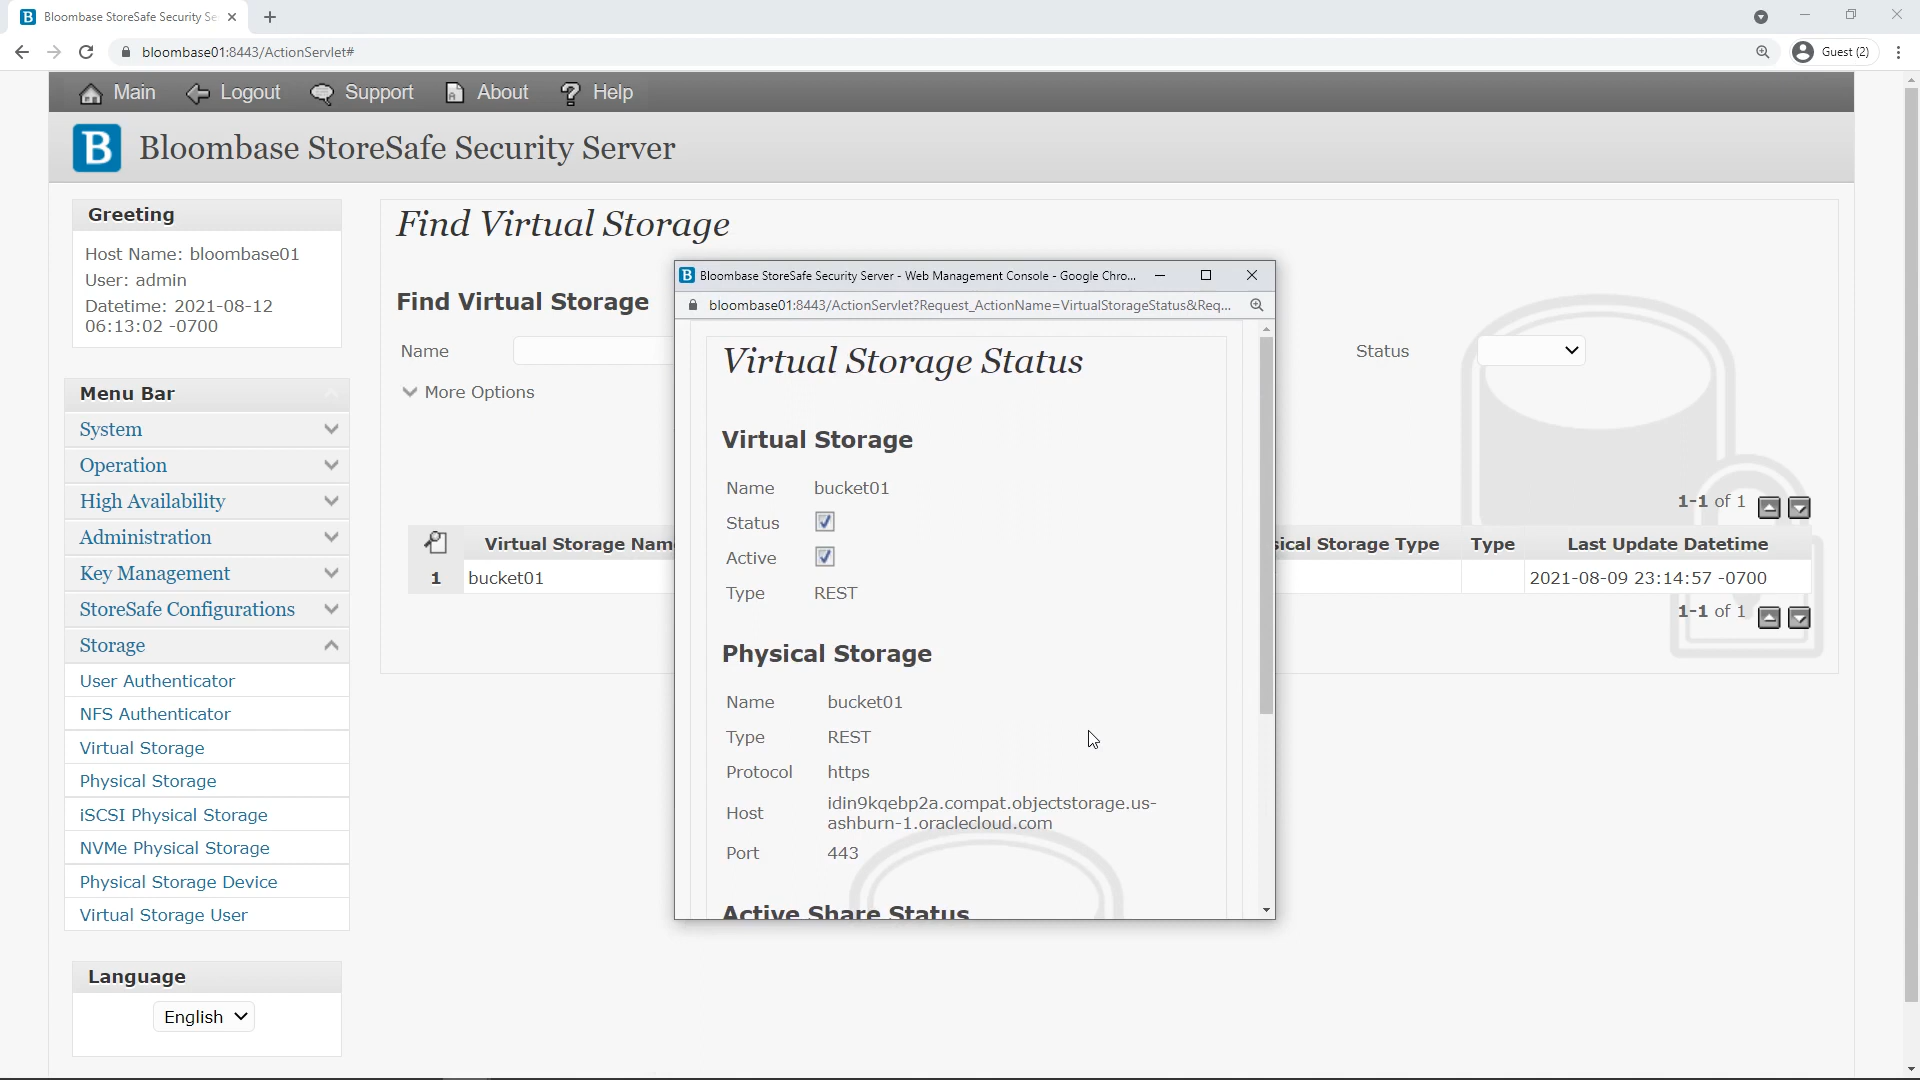 Bloombase StoreSafe Security Se
bloombase01:8443/ActionServlet#
Guest (2)
Main Logout Support About Help
B Bloombase StoreSafe Security Server
Greeting
Host Name: bloombase01
User: admin
Datetime: 2021-08-12
06:13:02 -0700
Menu Bar
System
Operation
High Availability
Administration
Key Management
StoreSafe Configurations
Storage
User Authenticator
NFS Authenticator
Virtual Storage
Physical Storage
iSCSI Physical Storage
NVMe Physical Storage
Physical Storage Device
Virtual Storage User
Language
English
Find Virtual Storage
Find Virtual Storage
Name
Status
More Options
1-1 of 1
Virtual Storage Nam
sical Storage Type Type Last Update Datetime
1 bucket01
2021-08-09 23:14:57 -0700
1-1 of 1
Bloombase StoreSafe Security Server - Web Management Console - Google Chro...
bloombase01:8443/ActionServlet?Request_ActionName=VirtualStorageStatus&Req...
Virtual Storage Status
Virtual Storage
Name bucket01
Status
Active
Type REST
Physical Storage
Name bucket01
Type REST
Protocol https
Host idin9kqebp2a.compat.objectstorage.us-
ashburn-1.oraclecloud.com
Port 443
Active Share Status